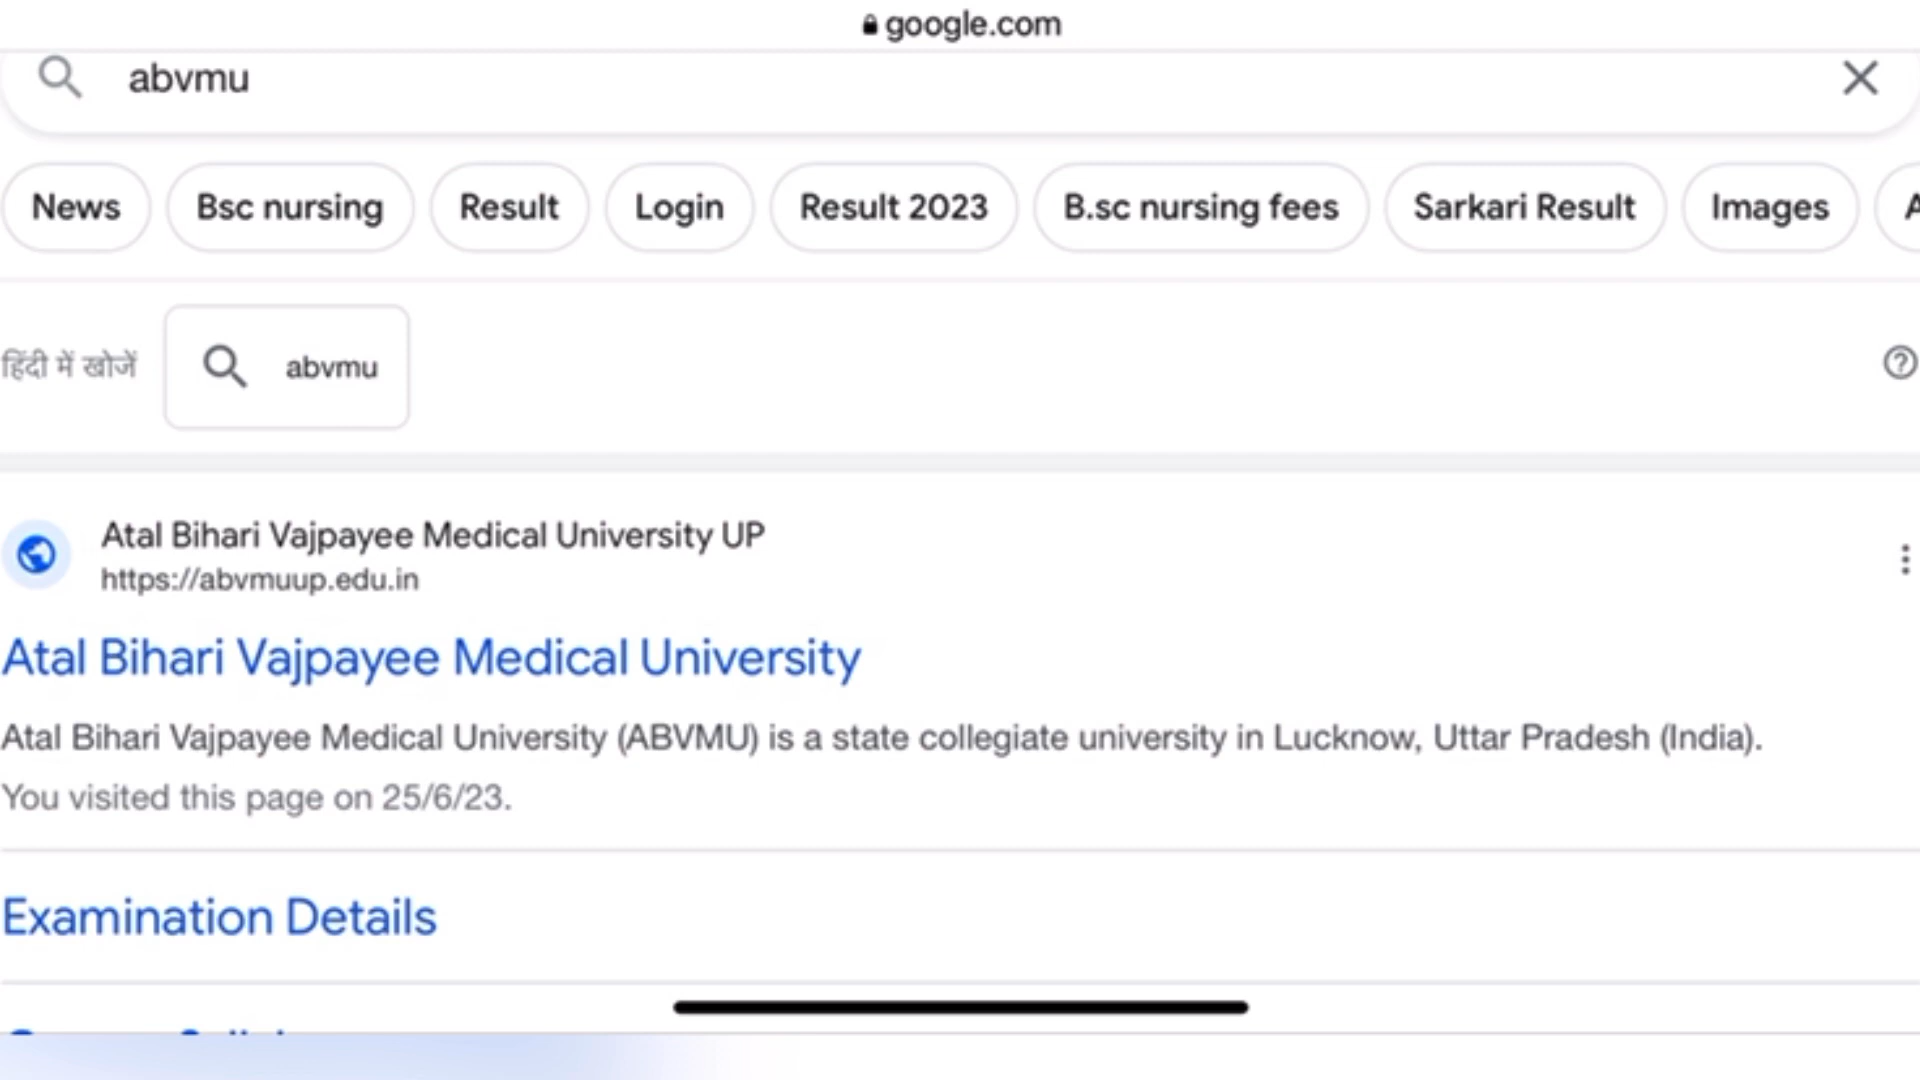 google.com
abvmu
News Bsc nursing Result Login Result 2023 B.sc nursing fees Sarkari Result Images A
हिंदी में खोजें abvmu
Atal Bihari Vajpayee Medical University UP
https://abvmuup.edu.in
Atal Bihari Vajpayee Medical University
Atal Bihari Vajpayee Medical University (ABVMU) is a state collegiate university in Lucknow, Uttar Pradesh (India).
You visited this page on 25/6/23.
Examination Details